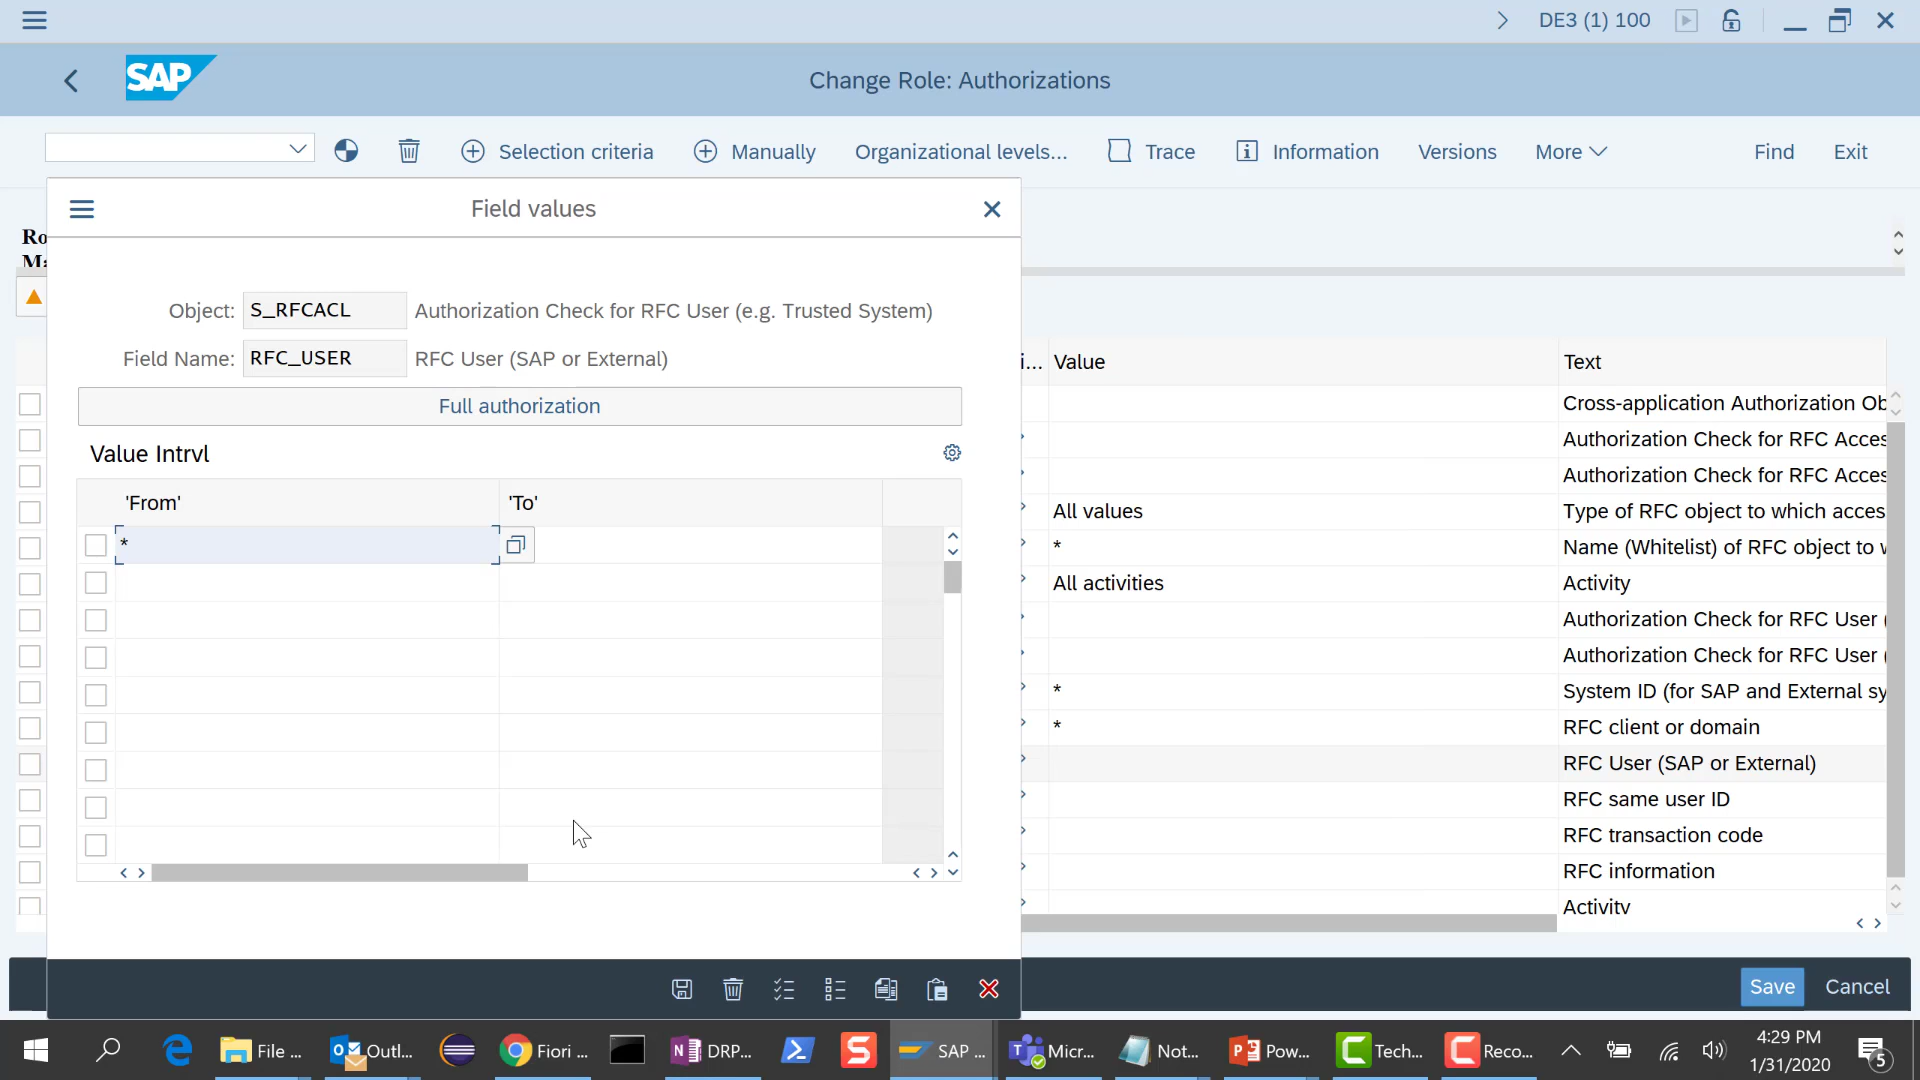 DE3 (1) 100
SAP
Change Role: Authorizations
Selection criteria
Manually
Organizational levels...
Trace
Information
Versions
More
Find
Exit
Field values
Ro
Ma
Object: S_RFCACL Authorization Check for RFC User (e.g. Trusted System)
Field Name: RFC_USER RFC User (SAP or External)
Full authorization
Value Intrvl
'From' 'To'
*
i... Value Text
Cross-application Authorization Ob
Authorization Check for RFC Acces
Authorization Check for RFC Acces
All values Type of RFC object to which acces
* Name (Whitelist) of RFC object to w
All activities Activity
Authorization Check for RFC User (
Authorization Check for RFC User (
* System ID (for SAP and External sy
* RFC client or domain
RFC User (SAP or External)
RFC same user ID
RFC transaction code
RFC information
Activity
Save Cancel
File ...
Outl...
Fiori ...
DRP...
SAP ...
Micr...
Not...
Pow...
Tech...
Reco...
4:29 PM
1/31/2020
5